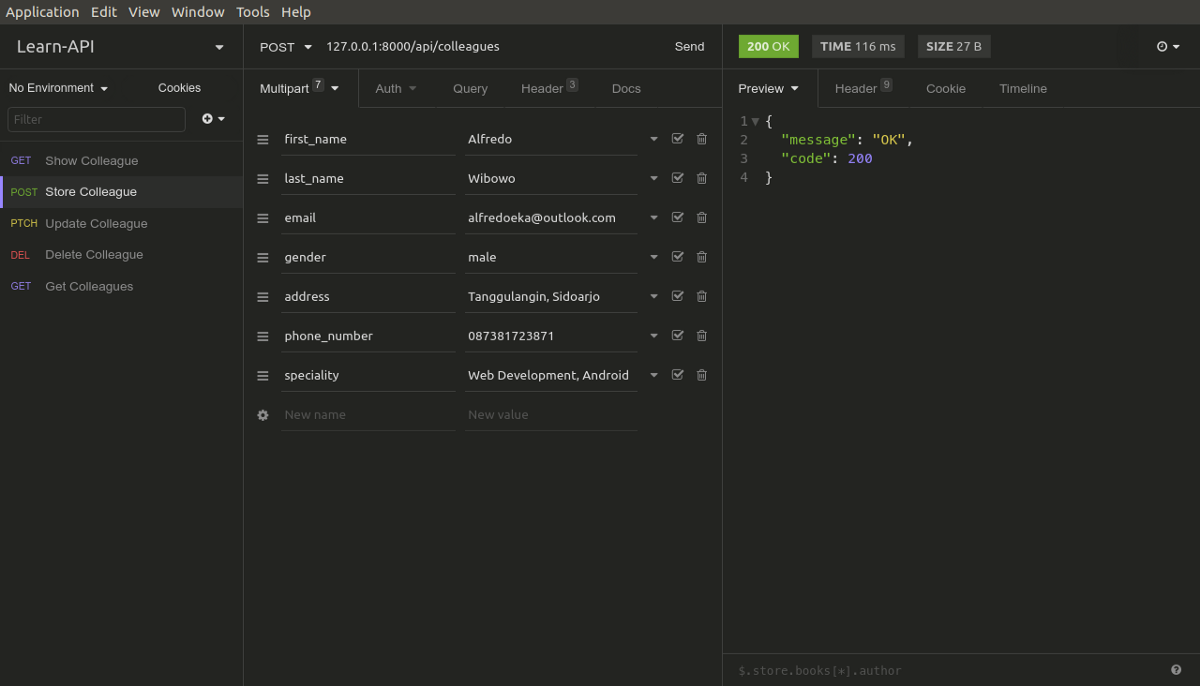 Application Edit View Window Tools Help
Learn-API
No Environment Cookies
Filter
GET Show Colleague
POST Store Colleague
PTCH Update Colleague
DEL Delete Colleague
GET Get Colleagues
POST 127.0.0.1:8000/api/colleagues Send
Multipart 7 Auth Query Header 3 Docs
first_name Alfredo
last_name Wibowo
email alfredoeka@outlook.com
gender male
address Tanggulangin, Sidoarjo
phone_number 087381723871
speciality Web Development, Android
New name New value
200 OK TIME 116 ms SIZE 27 B
Preview Header 9 Cookie Timeline
1 {
2 "message": "OK",
3 "code": 200
4 }
$.store.books[*].author